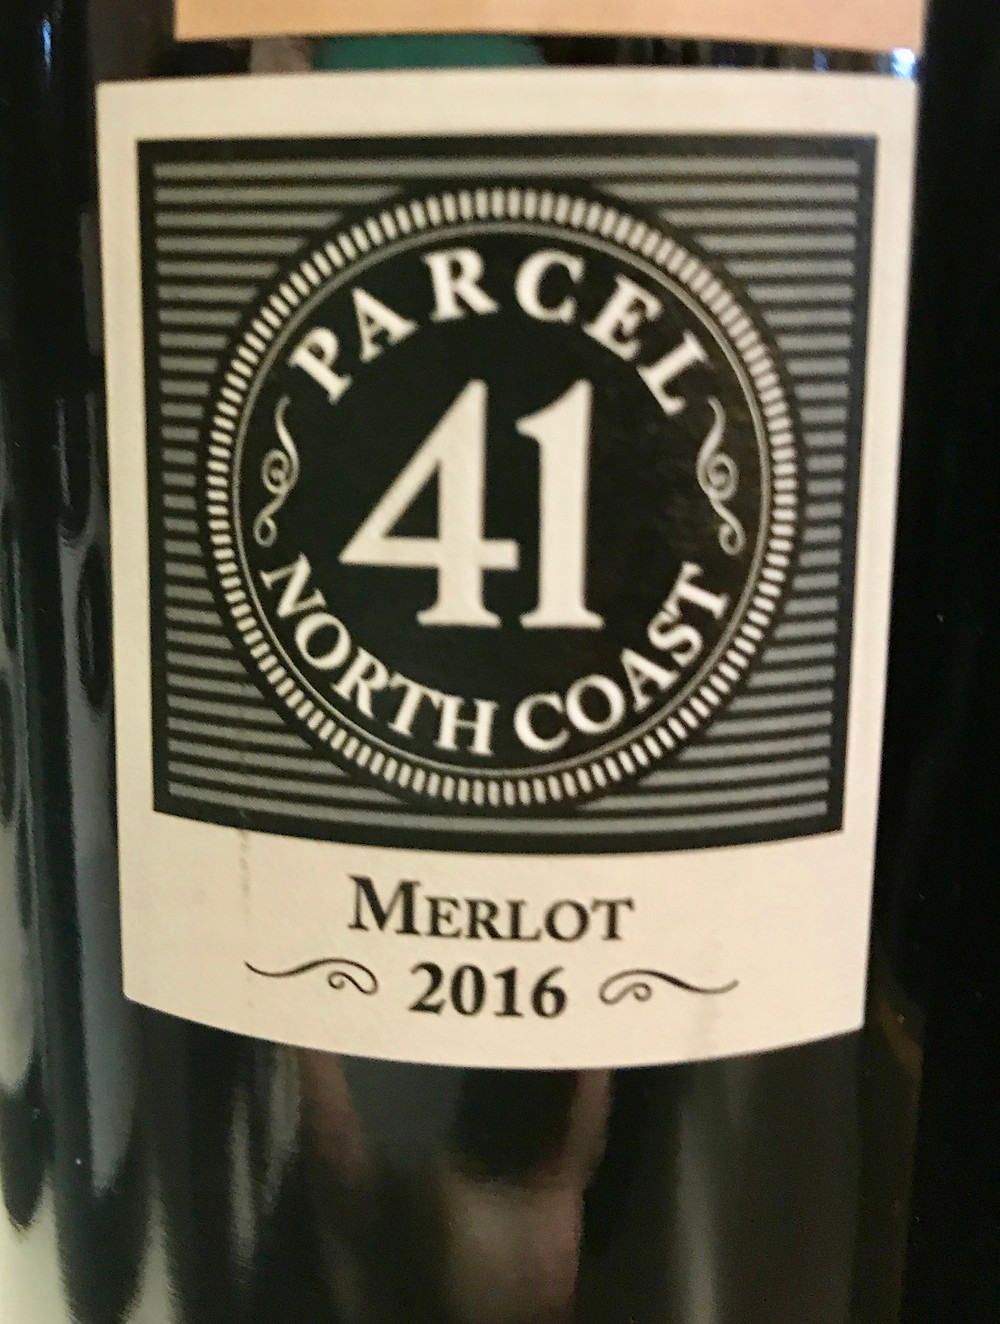 PARCEL
41
NORTH COAST
MERLOT
2016